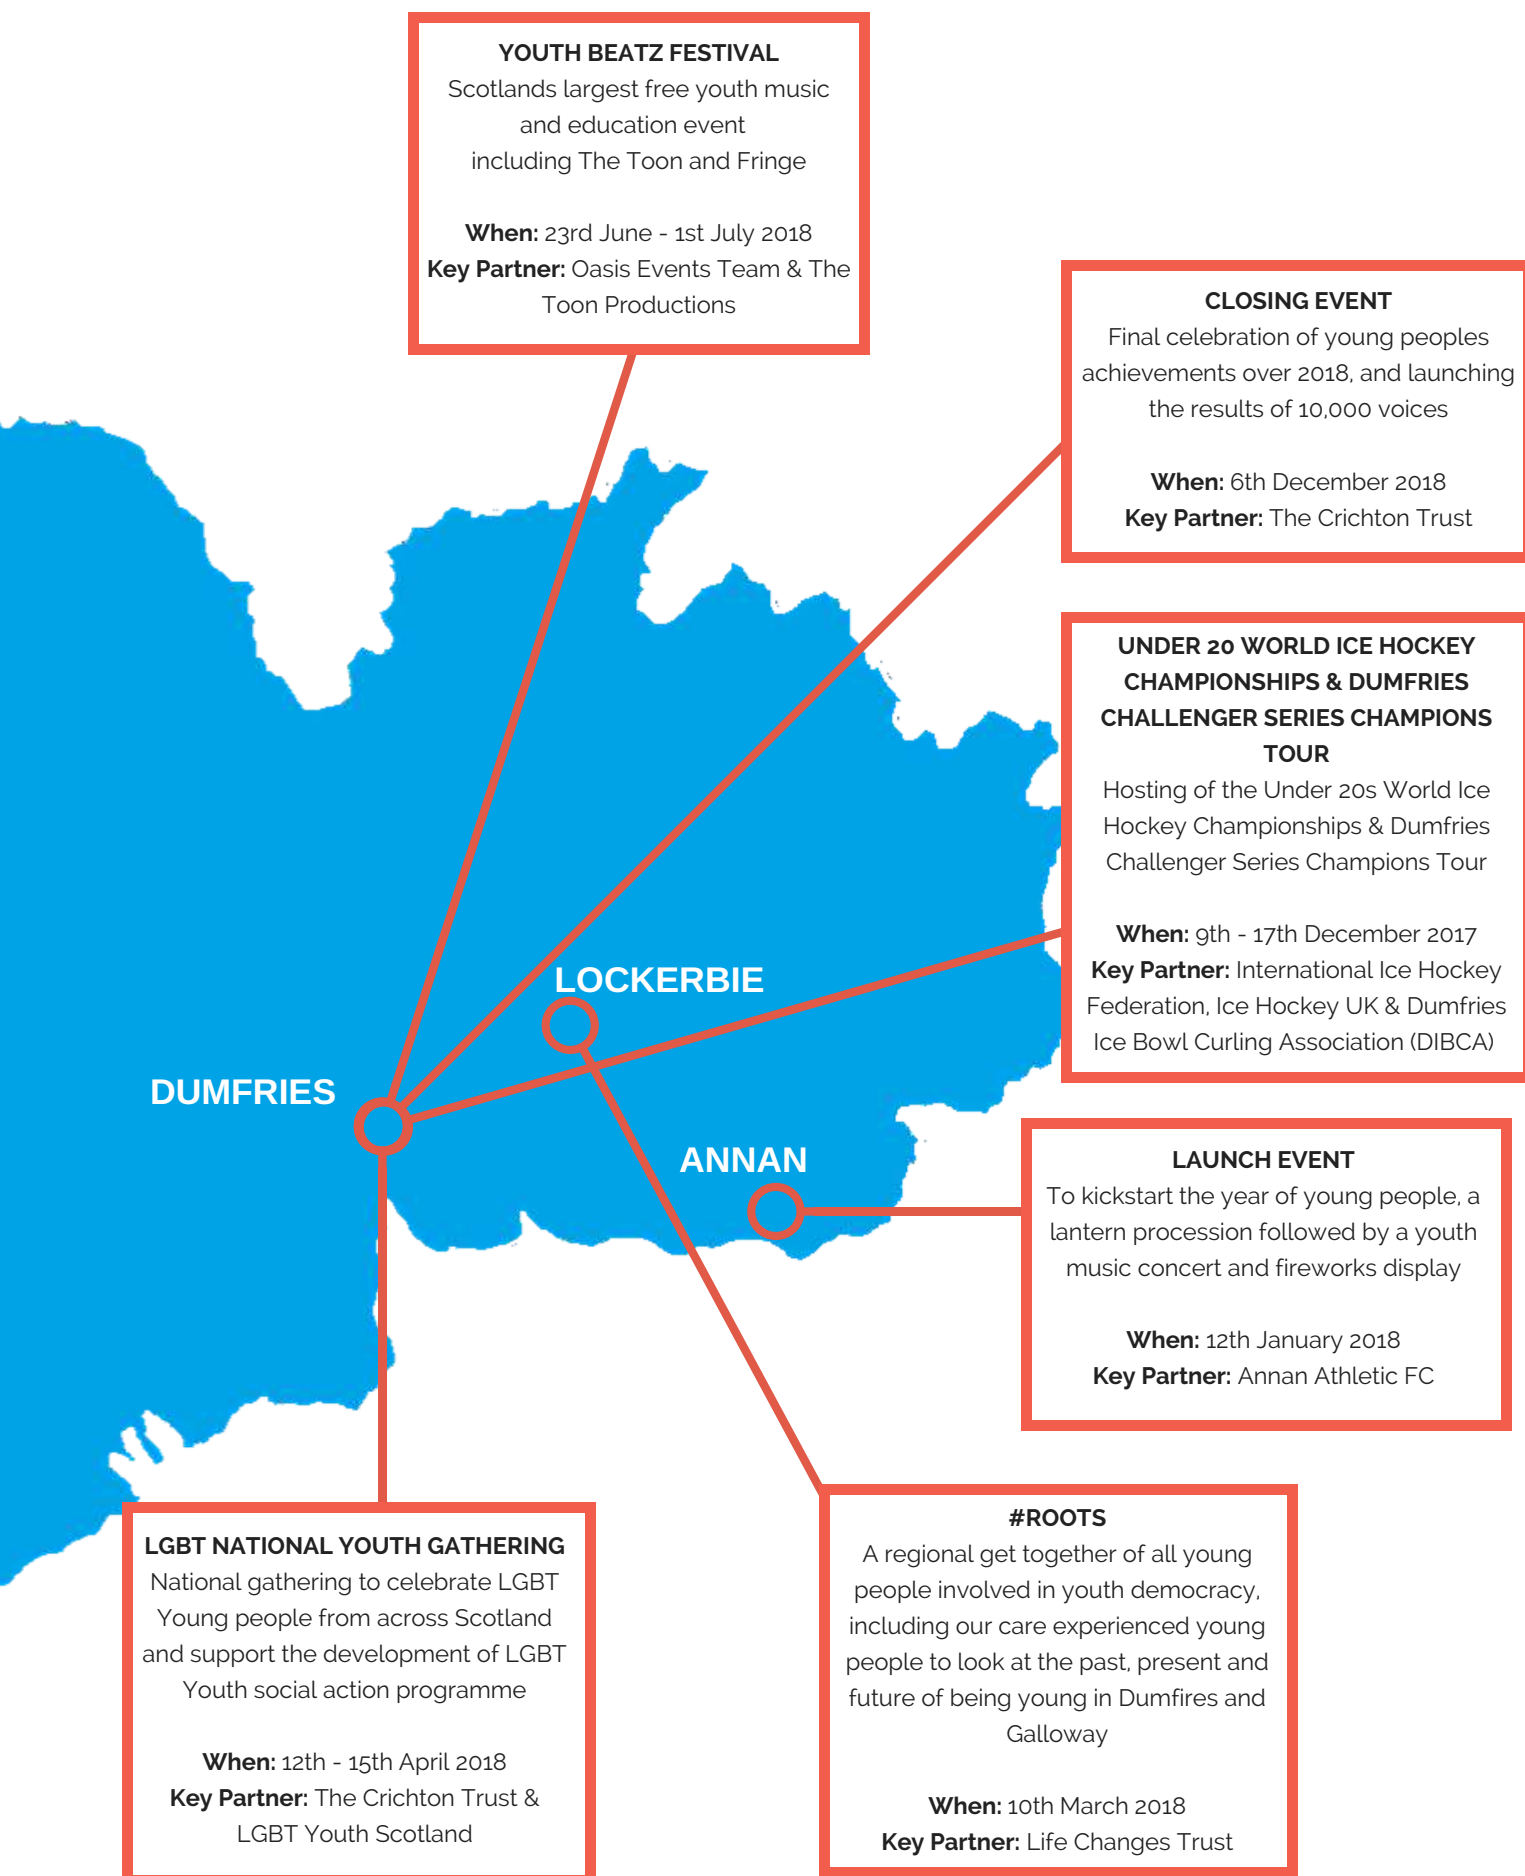 YOUTH BEATZ FESTIVAL
Scotlands largest free youth music
and education event
including The Toon and Fringe
When: 23rd June - 1st July 2018
Key Partner: Oasis Events Team & The
Toon Productions
CLOSING EVENT
Final celebration of young peoples
achievements over 2018, and launching
the results of 10,000 voices
When: 6th December 2018
Key Partner: The Crichton Trust
UNDER 20 WORLD ICE HOCKEY
CHAMPIONSHIPS & DUMFRIES
CHALLENGER SERIES CHAMPIONS
TOUR
Hosting of the Under 20s World Ice
Hockey Championships & Dumfries
Challenger Series Champions Tour
When: 9th - 17th December 2017
Key Partner: International Ice Hockey
Federation, Ice Hockey UK & Dumfries
Ice Bowl Curling Association (DIBCA)
LOCKERBIE
DUMFRIES
ANNAN
LAUNCH EVENT
To kickstart the year of young people, a
lantern procession followed by a youth
music concert and fireworks display
When: 12th January 2018
Key Partner: Annan Athletic FC
LGBT NATIONAL YOUTH GATHERING
National gathering to celebrate LGBT
Young people from across Scotland
and support the development of LGBT
Youth social action programme
When: 12th - 15th April 2018
Key Partner: The Crichton Trust &
LGBT Youth Scotland
#ROOTS
A regional get together of all young
people involved in youth democracy,
including our care experienced young
people to look at the past, present and
future of being young in Dumfires and
Galloway
When: 10th March 2018
Key Partner: Life Changes Trust